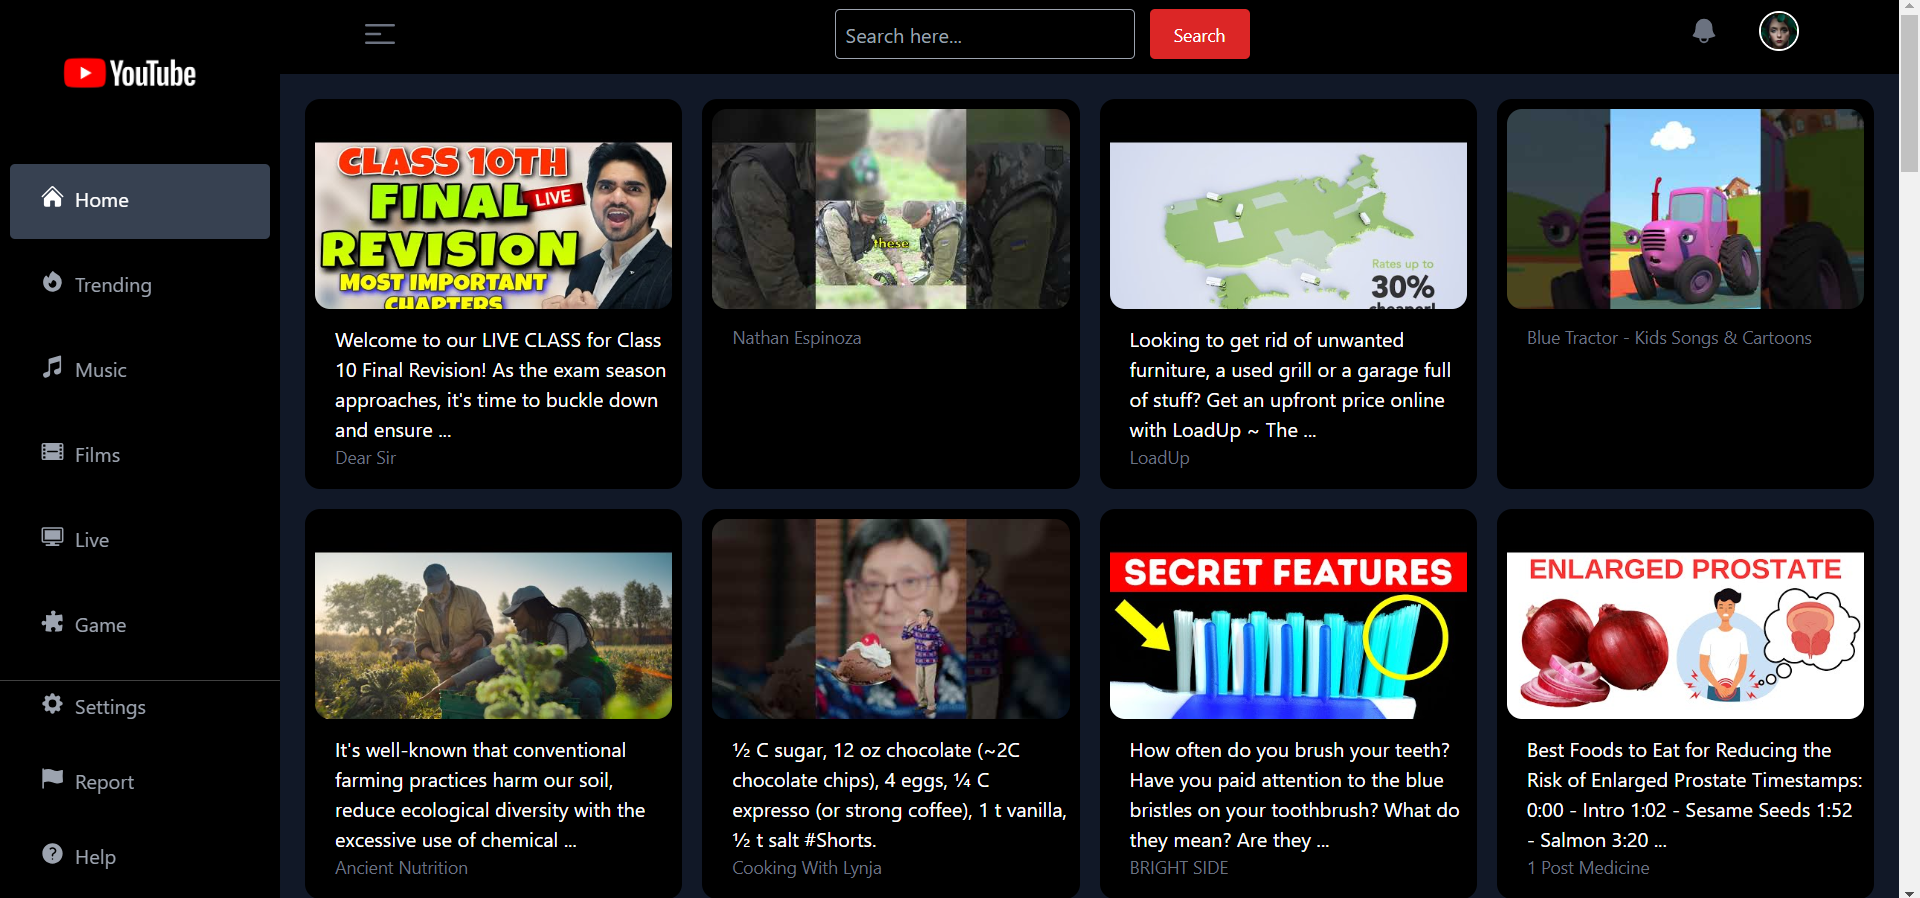 YouTube
Search here...
Search
Home
Trending
Music
Films
Live
Game
Settings
Report
Help
CLASS 10TH
FINAL
LIVE
REVISION
MOST IMPORTANT
CHAPTERS
Welcome to our LIVE CLASS for Class
10 Final Revision! As the exam season
approaches, it's time to buckle down
and ensure ...
Dear Sir
these
Nathan Espinoza
Rates up to
30%
cheaper!
Looking to get rid of unwanted
furniture, a used grill or a garage full
of stuff? Get an upfront price online
with LoadUp ~ The ...
LoadUp
Blue Tractor - Kids Songs & Cartoons
It's well-known that conventional
farming practices harm our soil,
reduce ecological diversity with the
excessive use of chemical ...
Ancient Nutrition
½ C sugar, 12 oz chocolate (~2C
chocolate chips), 4 eggs, ¼ C
expresso (or strong coffee), 1 t vanilla,
½ t salt #Shorts.
Cooking With Lynja
SECRET FEATURES
How often do you brush your teeth?
Have you paid attention to the blue
bristles on your toothbrush? What do
they mean? Are they ...
BRIGHT SIDE
ENLARGED PROSTATE
Best Foods to Eat for Reducing the
Risk of Enlarged Prostate Timestamps:
0:00 - Intro 1:02 - Sesame Seeds 1:52
- Salmon 3:20 ...
1 Post Medicine